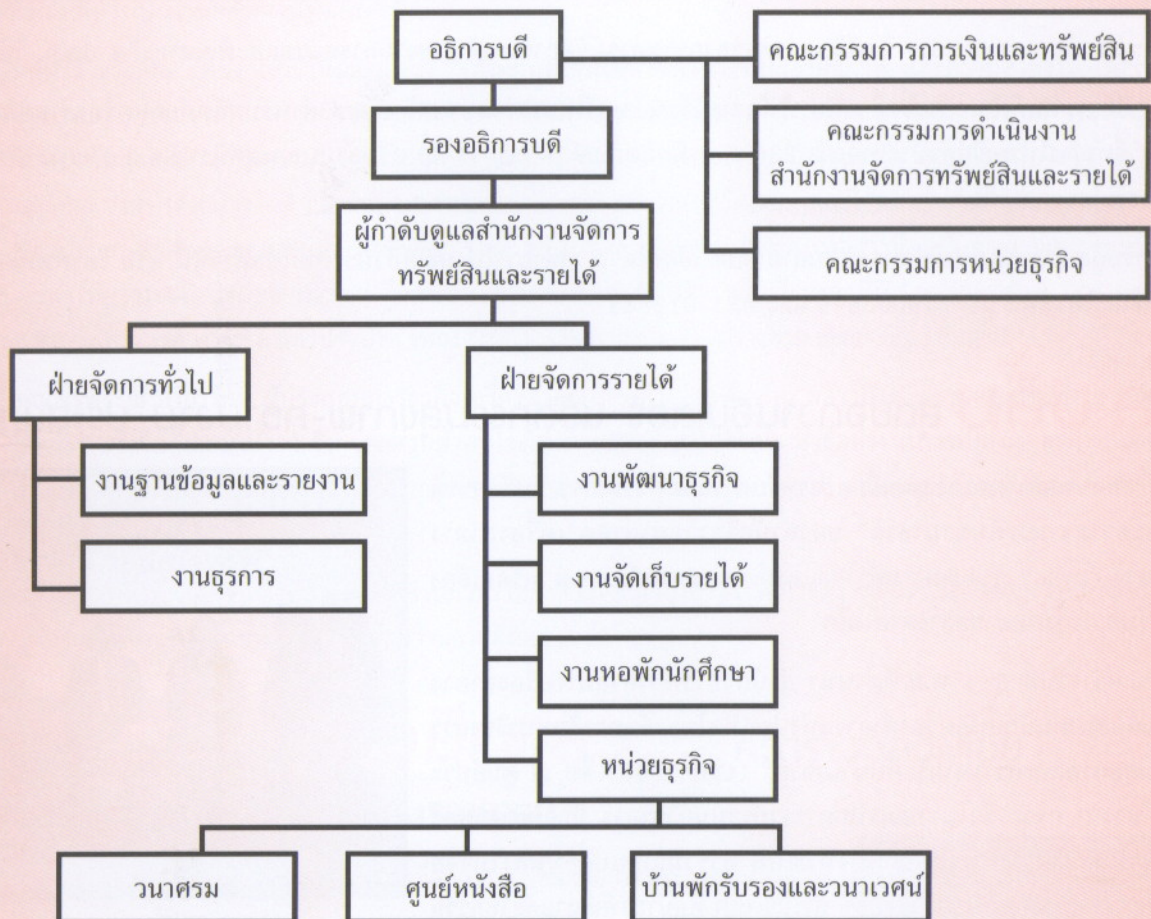 อธิการบดี
คณะกรรมการการเงินและทรัพย์สิน
รองอธิการบดี
คณะกรรมการดำเนินงาน
สำนักงานจัดการทรัพย์สินและรายได้
ผู้กำดับดูแลสำนักงานจัดการ
ทรัพย์สินและรายได้
คณะกรรมการหน่วยธุรกิจ
ฝ่ายจัดการทั่วไป
ฝ่ายจัดการรายได้
งานฐานข้อมูลและรายงาน
งานธุรการ
งานพัฒนาธุรกิจ
งานจัดเก็บรายได้
งานหอพักนักศึกษา
หน่วยธุรกิจ
วนาศรม
ศูนย์หนังสือ
บ้านพักรับรองและวนาเวศน์